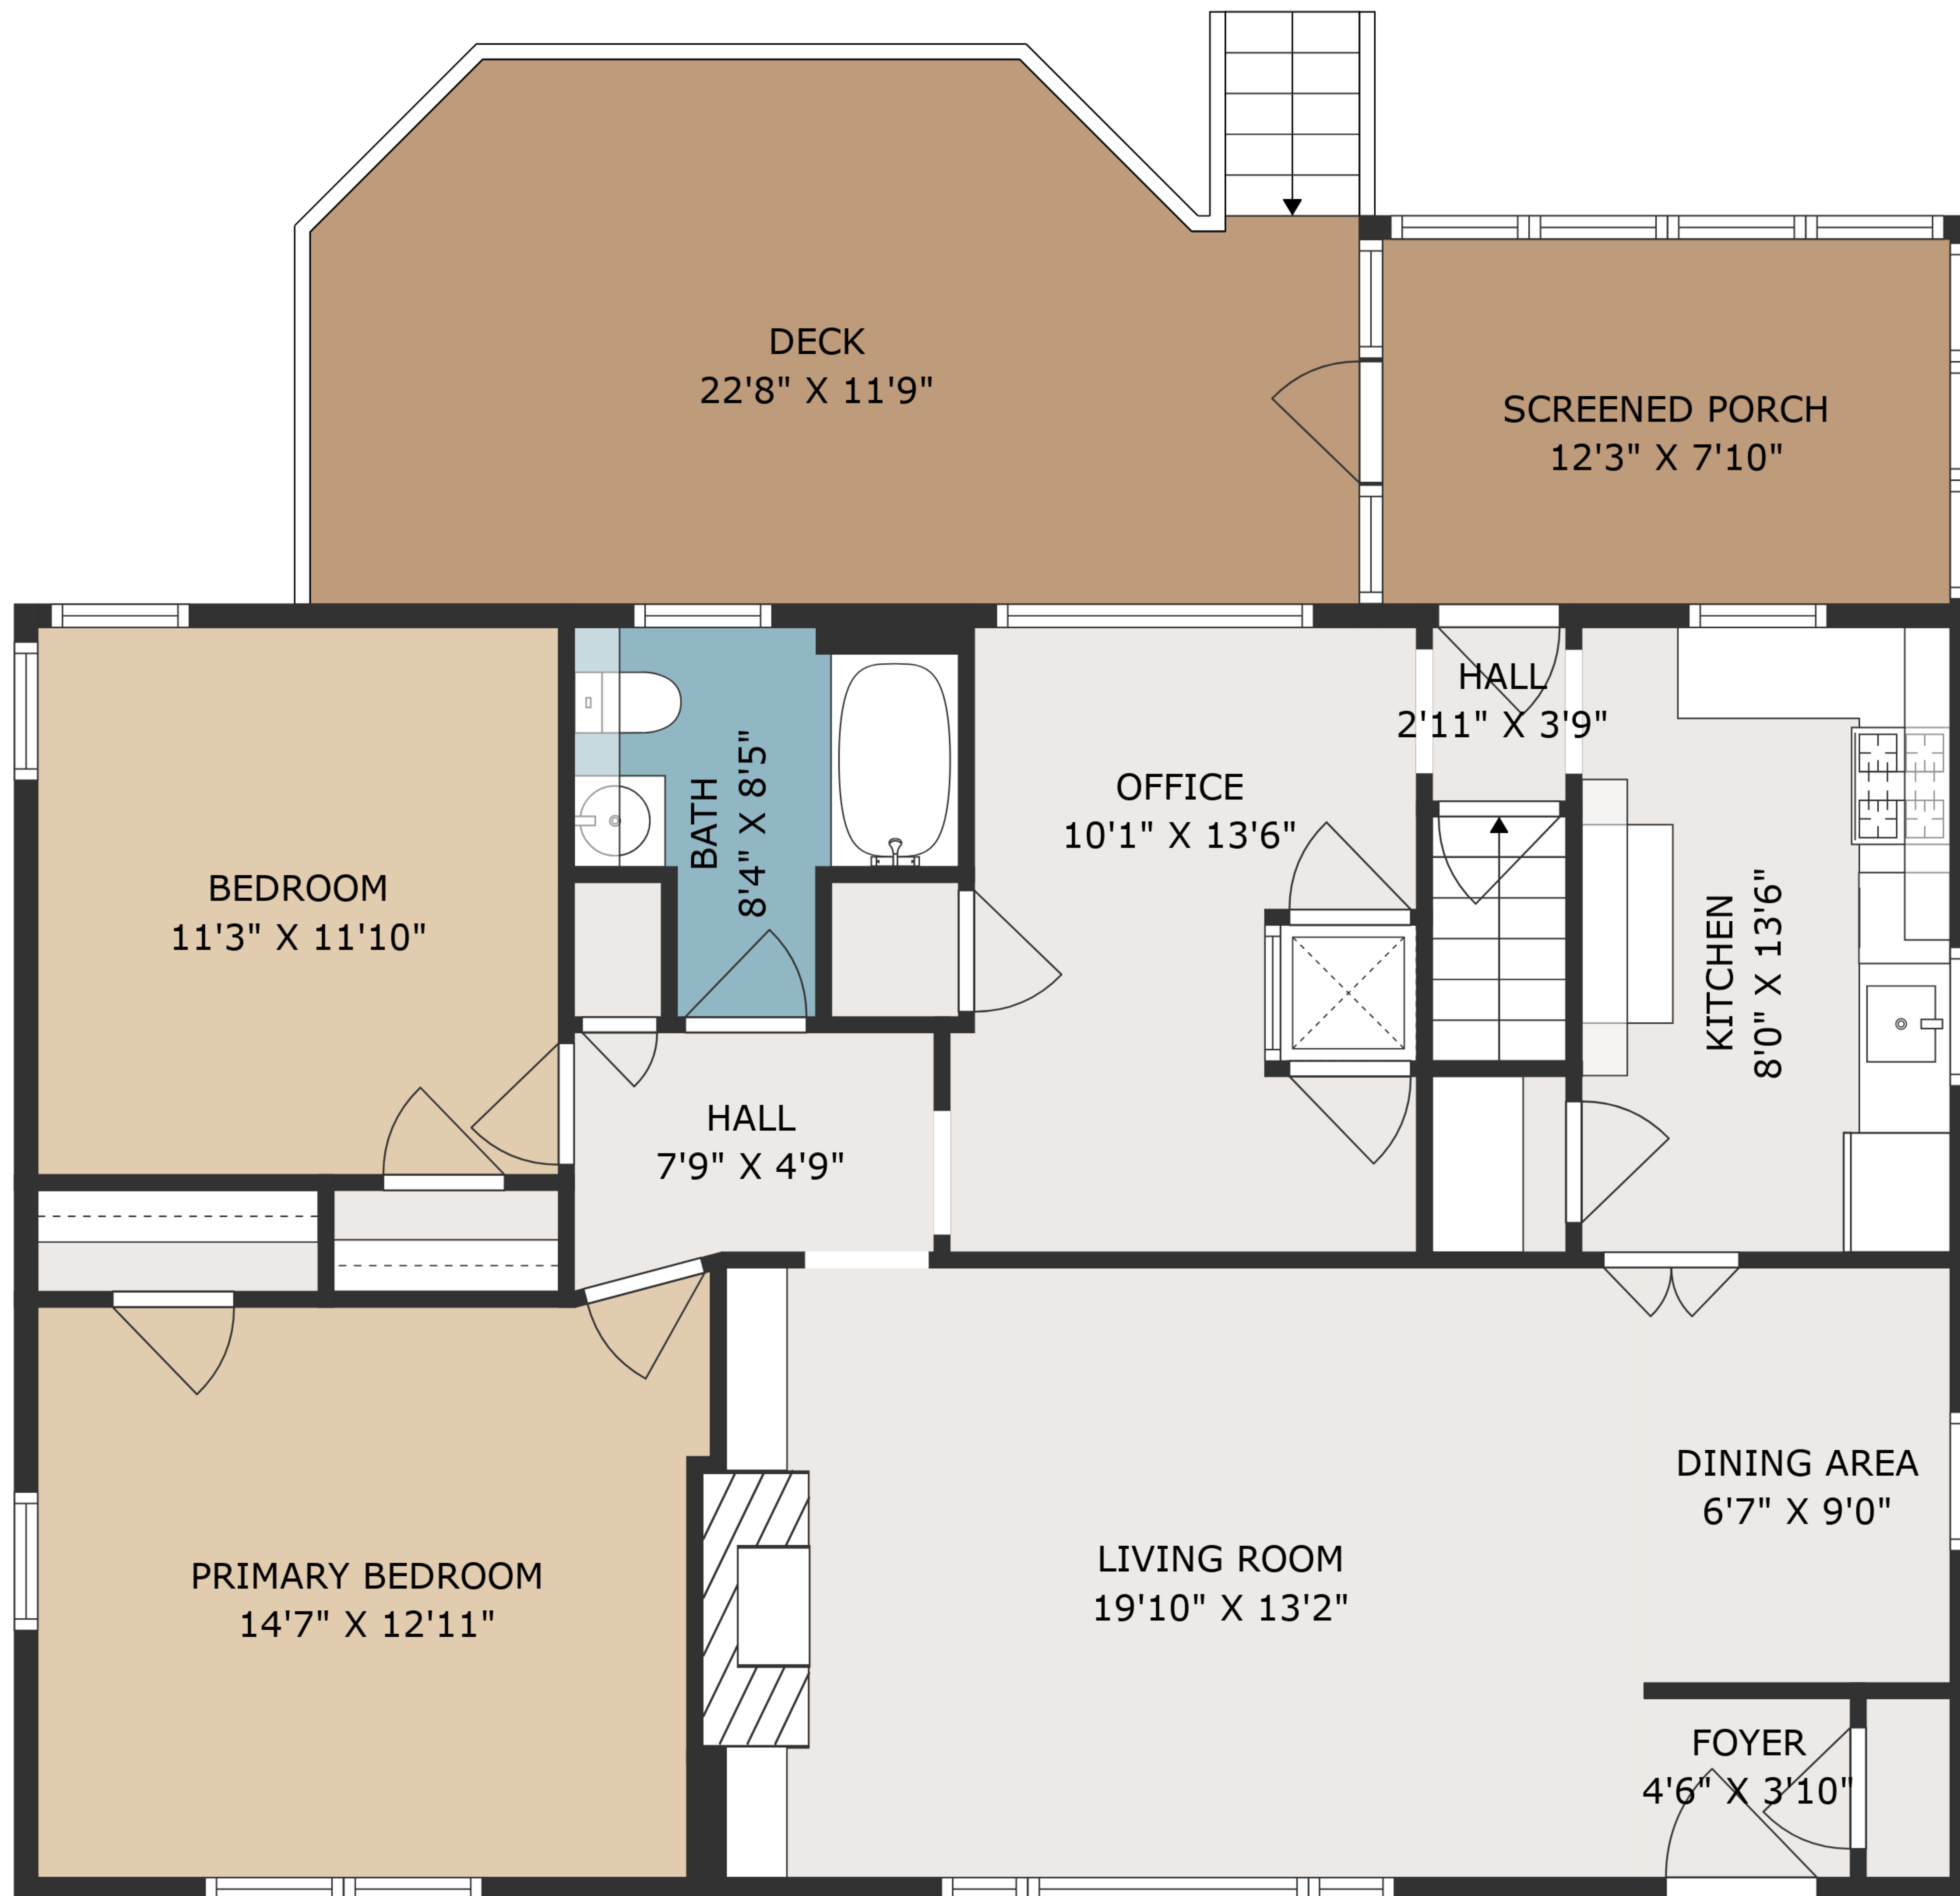 DECK
22'8" X 11'9"
SCREENED PORCH
12'3" X 7'10"
HALL
2'11" X 3'9"
OFFICE
10'1" X 13'6"
BATH
8'4" X 8'5"
BEDROOM
11'3" X 11'10"
KITCHEN
8'0" X 13'6"
HALL
7'9" X 4'9"
DINING AREA
6'7" X 9'0"
LIVING ROOM
19'10" X 13'2"
PRIMARY BEDROOM
14'7" X 12'11"
FOYER
4'6" X 3'10"